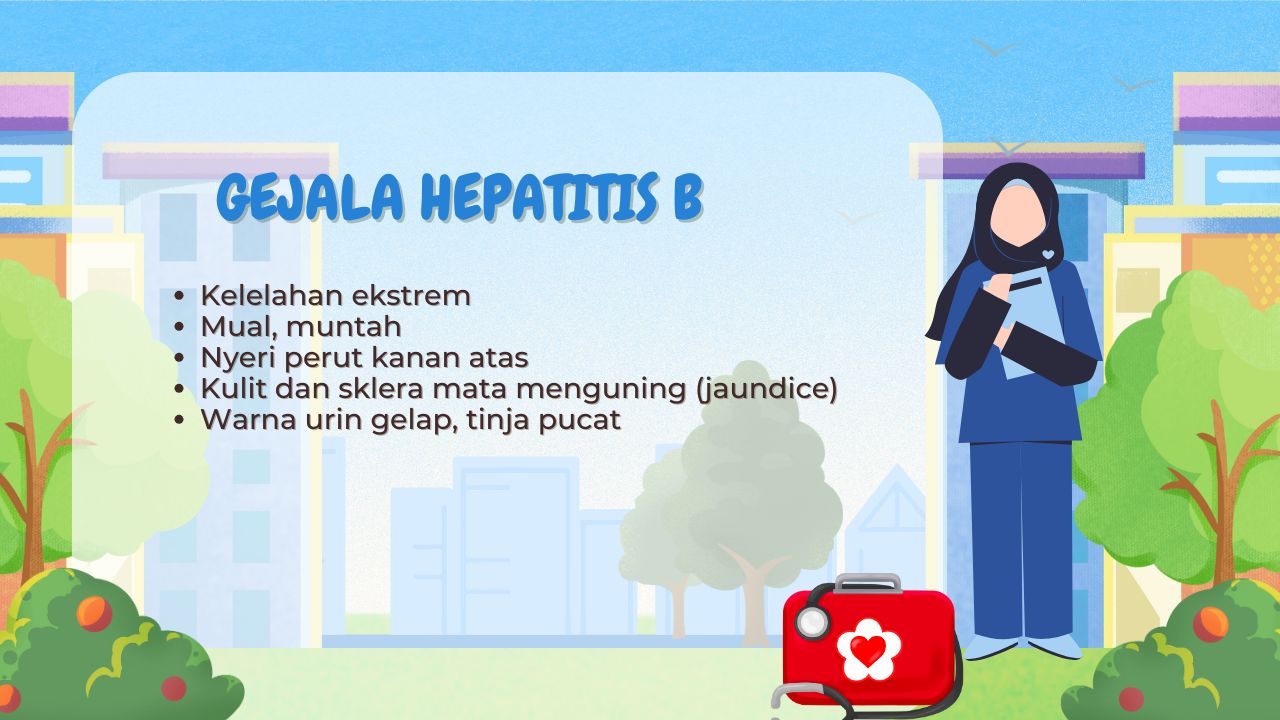 GEJALA HEPATITIS B
• Kelelahan ekstrem
• Mual, muntah
• Nyeri perut kanan atas
• Kulit dan sklera mata menguning (jaundice)
• Warna urin gelap, tinja pucat